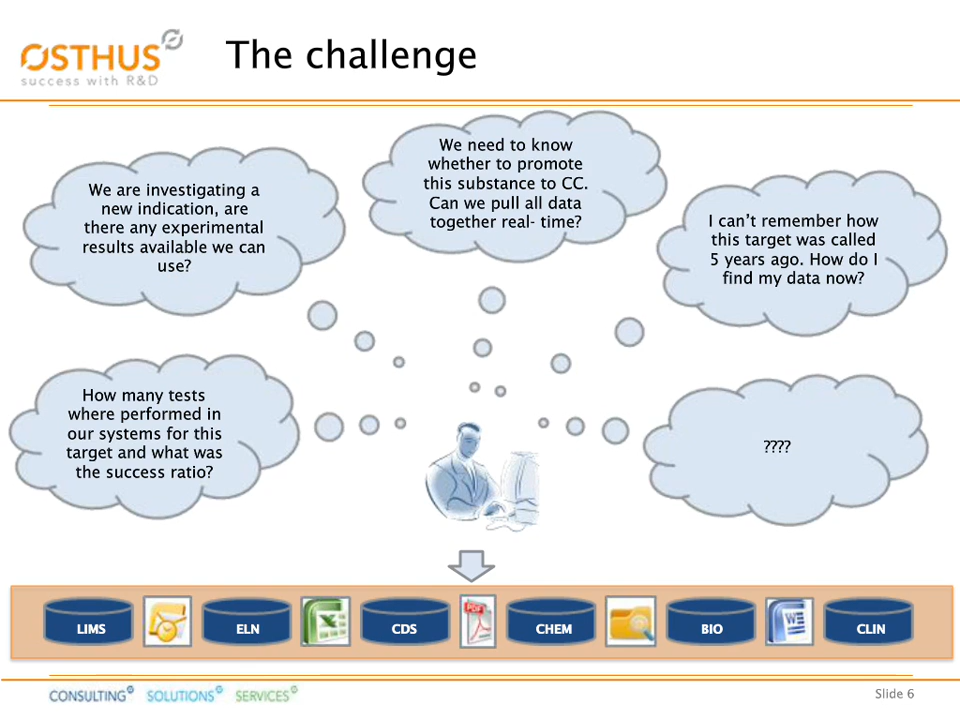 OSTHUS
success with R&D
The challenge
We are investigating a
new indication, are
there any experimental
results available we can
use?
We need to know
whether to promote
this substance to CC.
Can we pull all data
together real- time?
I can’t remember how
this target was called
5 years ago. How do I
find my data now?
How many tests
where performed in
our systems for this
target and what was
the success ratio?
????
LIMS
ELN
CDS
PDF
CHEM
BIO
W
CLIN
CONSULTING SOLUTIONS SERVICES
Slide 6